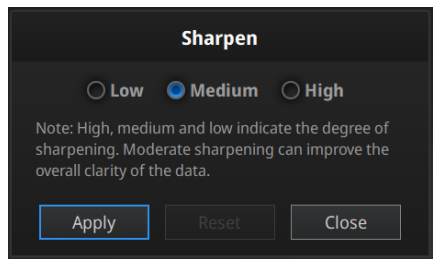 Sharpen
Low Medium High
Note: High, medium and low indicate the degree of
sharpening. Moderate sharpening can improve the
overall clarity of the data.
Apply Reset Close